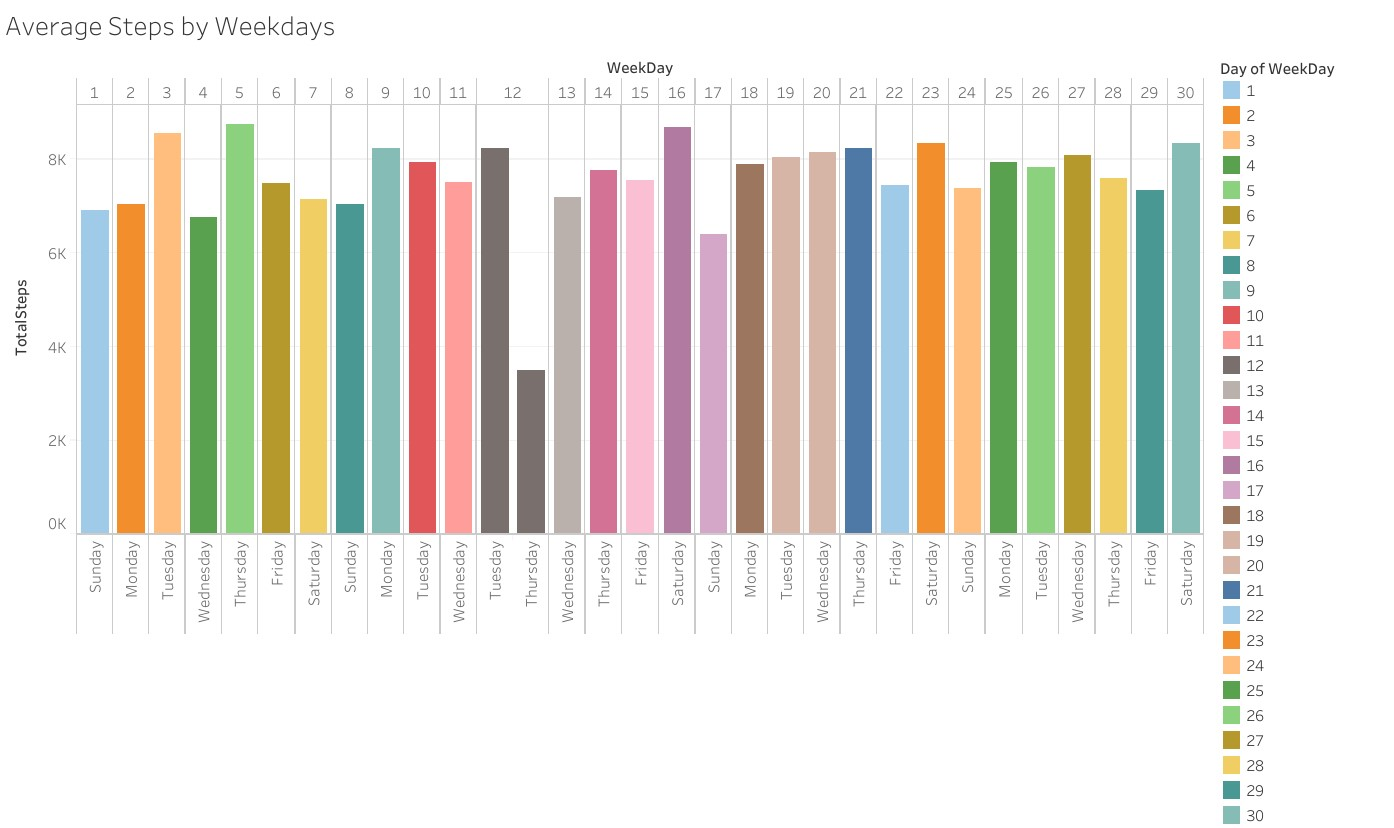 Average Steps by Weekdays
WeekDay
1 2 3 4 5 6 7 8 9 10 11 12 13 14 15 16 17 18 19 20 21 22 23 24 25 26 27 28 29 30
TotalSteps
8K
6K
4K
2K
0K
Sunday
Monday
Tuesday
Wednesday
Thursday
Friday
Saturday
Sunday
Monday
Tuesday
Wednesday
Tuesday
Thursday
Wednesday
Thursday
Friday
Saturday
Sunday
Monday
Tuesday
Wednesday
Thursday
Friday
Saturday
Sunday
Monday
Tuesday
Wednesday
Thursday
Friday
Saturday
Day of WeekDay
1
2
3
4
5
6
7
8
9
10
11
12
13
14
15
16
17
18
19
20
21
22
23
24
25
26
27
28
29
30